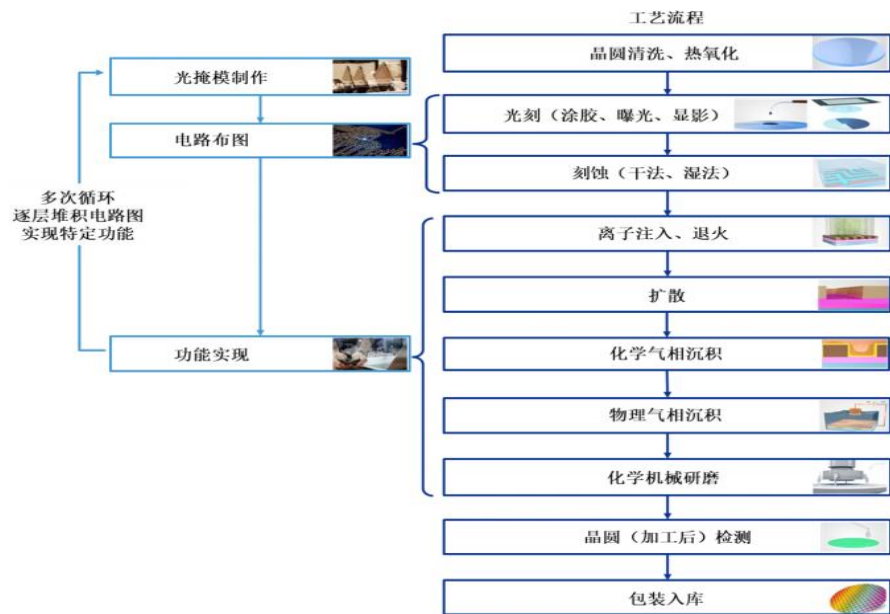 工艺流程
晶圆清洗、热氧化
光掩模制作
光刻（涂胶、曝光、显影）
电路布图
刻蚀（干法、湿法）
多次循环
逐层堆积电路图
实现特定功能
离子注入、退火
扩散
功能实现
化学气相沉积
物理气相沉积
化学机械研磨
晶圆（加工后）检测
包装入库